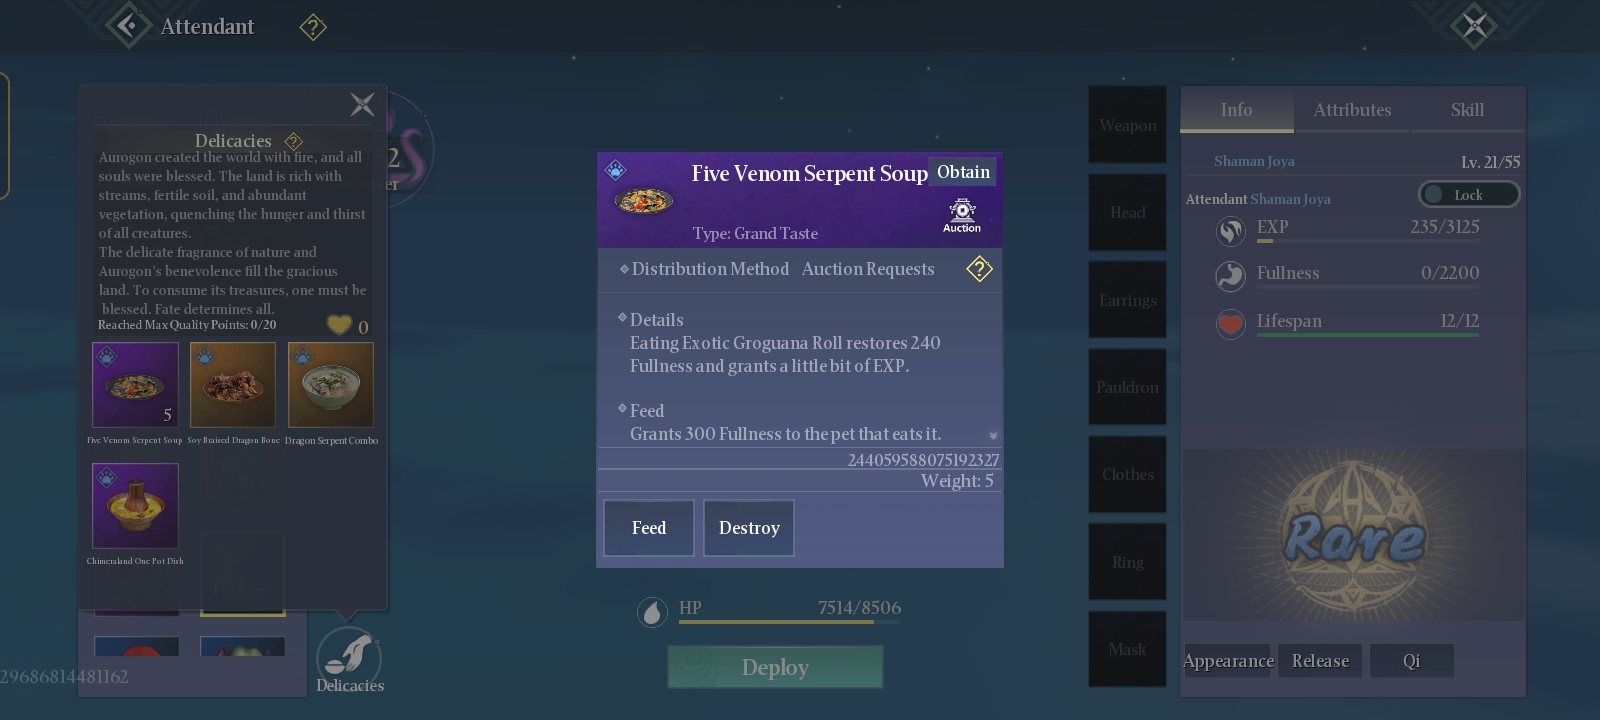 Attendant
Delicacies
Aurogon created the world with fire, and all
souls were blessed. The land is rich with
streams, fertile soil, and abundant
vegetation, quenching the hunger and thirst
of all creatures.
The delicate fragrance of nature and
Aurogon's benevolence fill the gracious
land. To consume its treasures, one must be
blessed. Fate determines all.
Reached Max Quality Points: 0/20
0
5
Five Venom Serpent Soup
Soy Braised Dragon Bone
Dragon Serpent Combo
Chimeraland One Pot Dish
29686814481162
Delicacies
2
er
Five Venom Serpent Soup
Obtain
Type: Grand Taste
Auction
Distribution Method Auction Requests
Details
Eating Exotic Groguana Roll restores 240
Fullness and grants a little bit of EXP.
Feed
Grants 300 Fullness to the pet that eats it.
244059588075192327
Weight: 5
Feed
Destroy
HP
7514/8506
Deploy
Weapon
Head
Earrings
Pauldron
Clothes
Ring
Mask
Info
Attributes
Skill
Shaman Joya
Lv. 21/55
Attendant Shaman Joya
Lock
EXP
235/3125
Fullness
0/2200
Lifespan
12/12
Rare
Appearance
Release
Qi